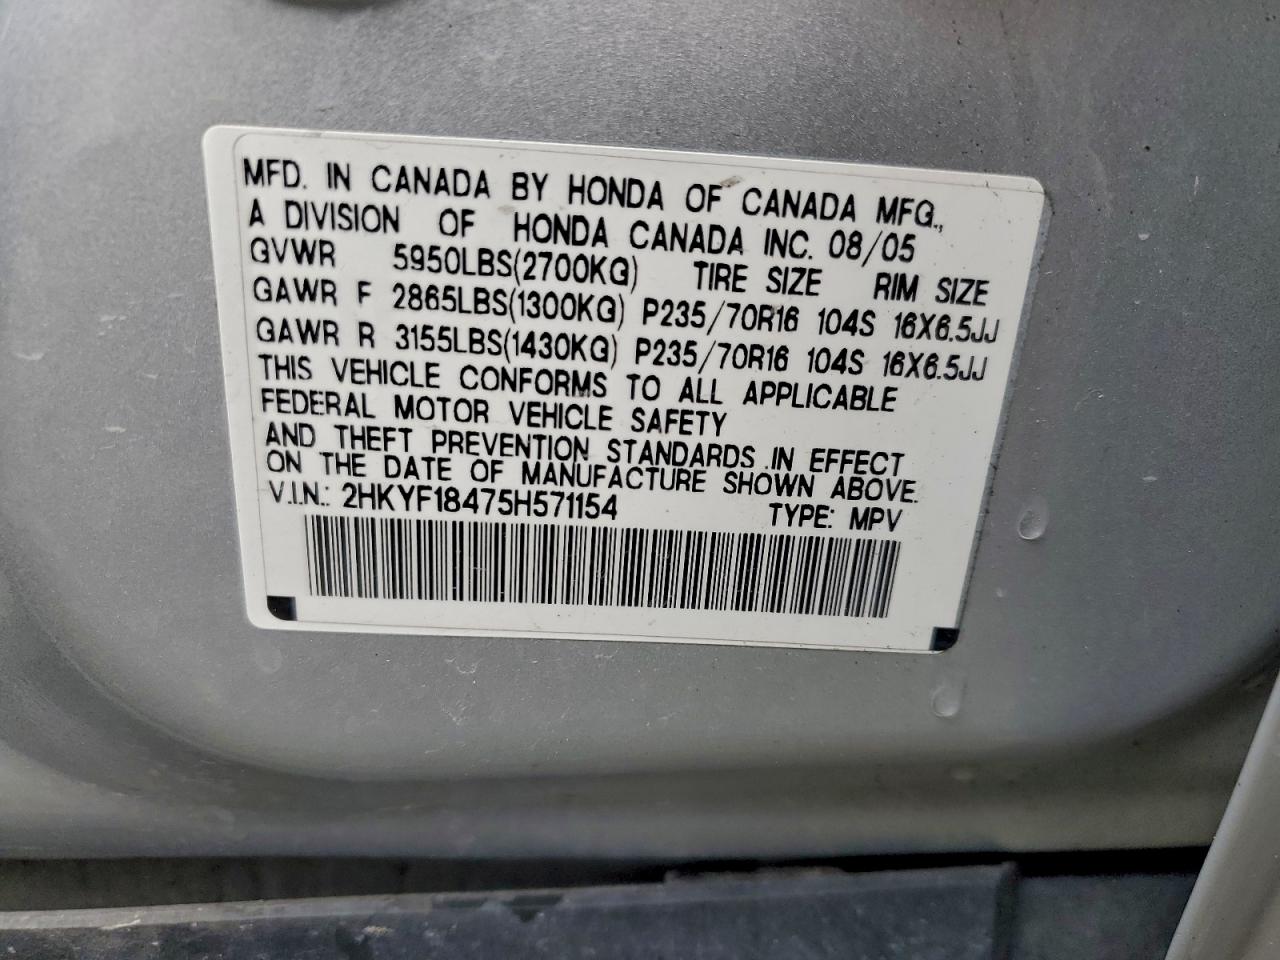 MFD. IN CANADA BY HONDA OF CANADA MFG.,
A DIVISION OF HONDA CANADA INC. 08/05
GVWR 5950LBS(2700KG) TIRE SIZE RIM SIZE
GAWR F 2865LBS(1300KG) P235/70R16 104S 16X6.5JJ
GAWR R 3155LBS(1430KG) P235/70R16 104S 16X6.5JJ
THIS VEHICLE CONFORMS TO ALL APPLICABLE
FEDERAL MOTOR VEHICLE SAFETY
AND THEFT PREVENTION STANDARDS IN EFFECT
ON THE DATE OF MANUFACTURE SHOWN ABOVE.
V.I.N.: 2HKYF18475H571154 TYPE: MPV